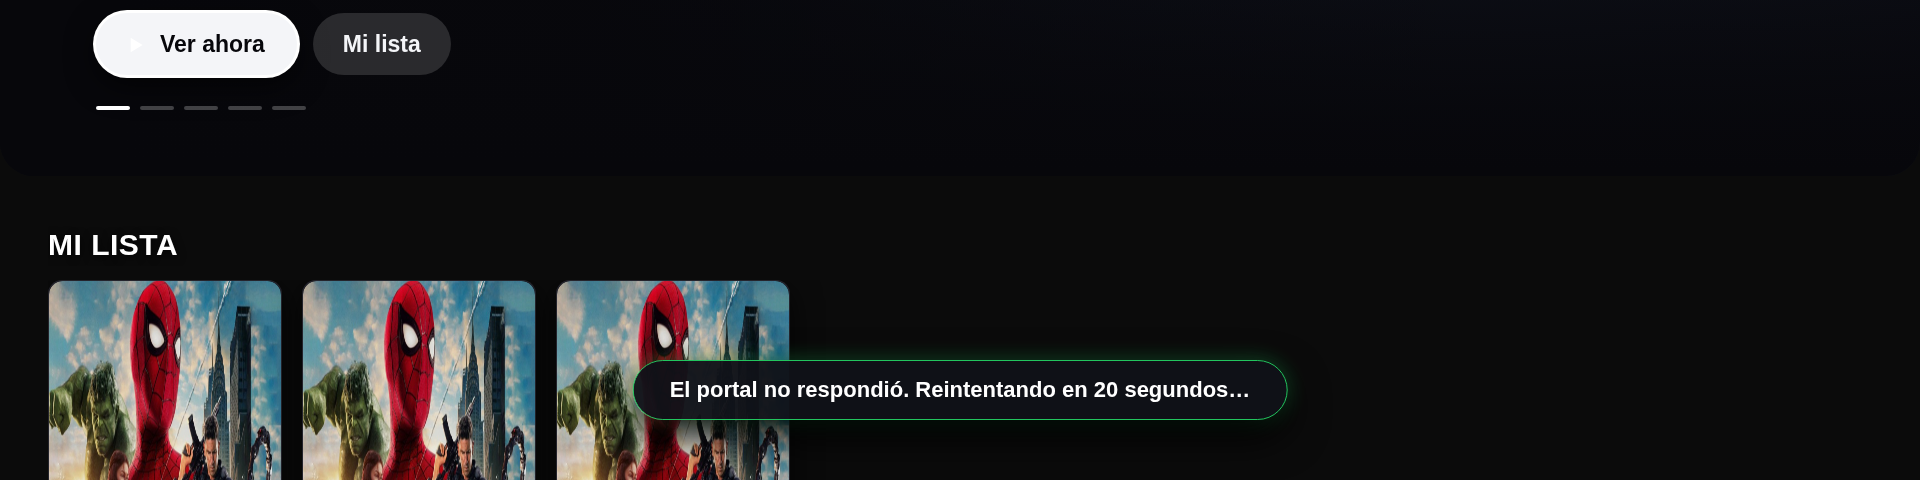 Ver ahora
Mi lista
MI LISTA
El portal no respondió. Reintentando en 20 segundos...